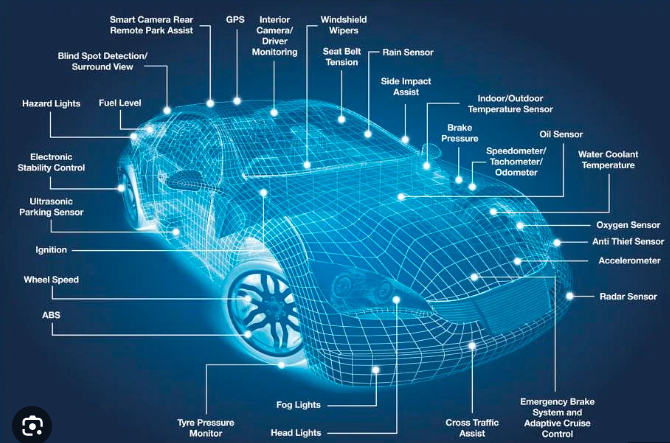 Smart Camera Rear
Remote Park Assist
GPS
Interior
Camera/
Driver
Monitoring
Windshield
Wipers
Seat Belt
Tension
Rain Sensor
Blind Spot Detection/
Surround View
Side Impact
Assist
Hazard Lights
Fuel Level
Indoor/Outdoor
Temperature Sensor
Brake
Pressure
Oil Sensor
Speedometer/
Tachometer/
Odometer
Water Coolant
Temperature
Electronic
Stability Control
Ultrasonic
Parking Sensor
Oxygen Sensor
Anti Thief Sensor
Ignition
Accelerometer
Wheel Speed
Radar Sensor
ABS
Tyre Pressure
Monitor
Fog Lights
Head Lights
Cross Traffic
Assist
Emergency Brake
System and
Adaptive Cruise
Control